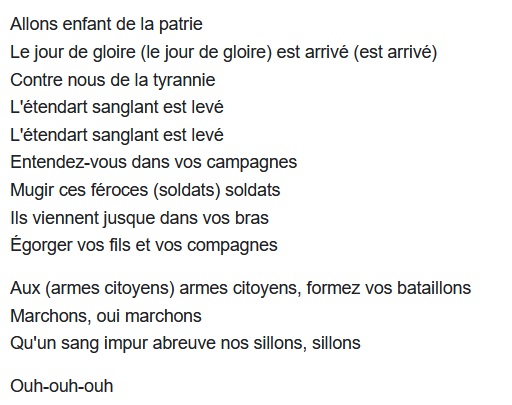 Allons enfant de la patrie
Le jour de gloire (le jour de gloire) est arrivé (est arrivé)
Contre nous de la tyrannie
L'étendart sanglant est levé
L'étendart sanglant est levé
Entendez-vous dans vos campagnes
Mugir ces féroces (soldats) soldats
Ils viennent jusque dans vos bras
Égorger vos fils et vos compagnes
Aux (armes citoyens) armes citoyens, formez vos bataillons
Marchons, oui marchons
Qu'un sang impur abreuve nos sillons, sillons
Ouh-ouh-ouh